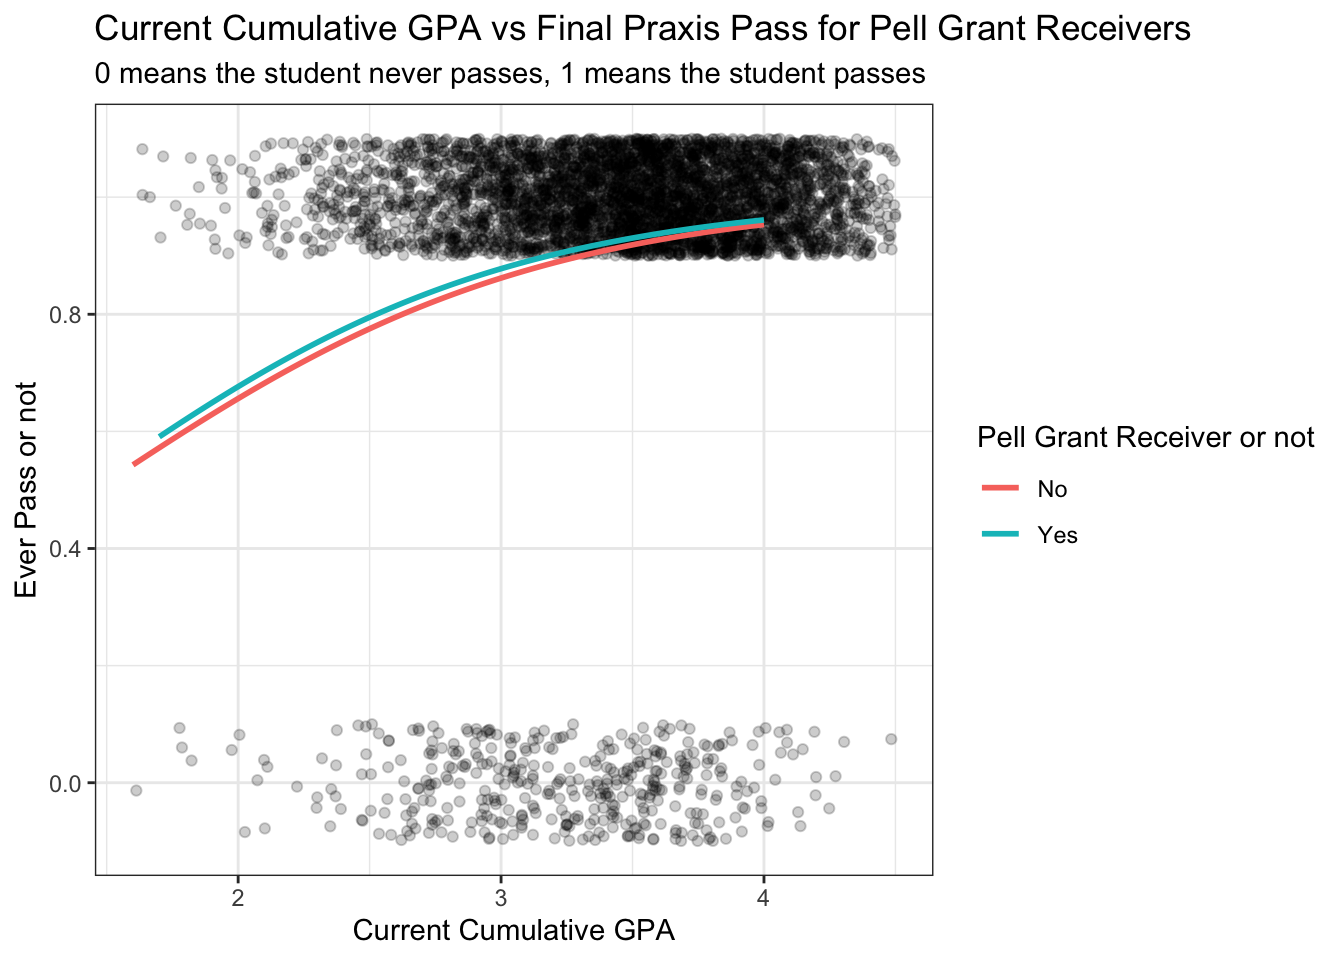 Current Cumulative GPA vs Final Praxis Pass for Pell Grant Receivers
0 means the student never passes, 1 means the student passes
Ever Pass or not
0.8
0.4
0.0
2 3 4
Current Cumulative GPA
Pell Grant Receiver or not
No
Yes